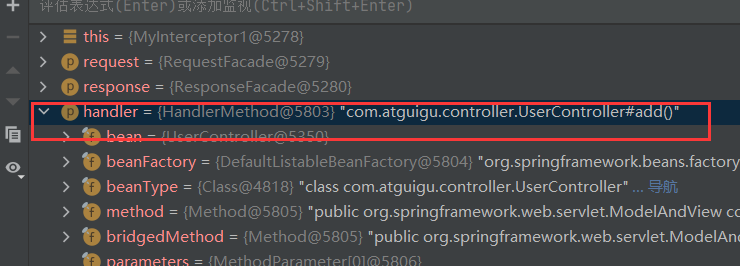 评估表达式(Enter)或添加监视(Ctrl+Shift+Enter)
this = {MyInterceptor1@5278}
request = {RequestFacade@5279}
response = {ResponseFacade@5280}
handler = {HandlerMethod@5803} "com.atguigu.controller.UserController#add()"
bean = {UserController@5350}
beanFactory = {DefaultListableBeanFactory@5804} "org.springframework.beans.factory
beanType = {Class@4818} "class com.atguigu.controller.UserController" ... 导航
method = {Method@5805} "public org.springframework.web.servlet.ModelAndView co
bridgedMethod = {Method@5805} "public org.springframework.web.servlet.ModelAn
parameters = {MethodParameter[0]@5806}